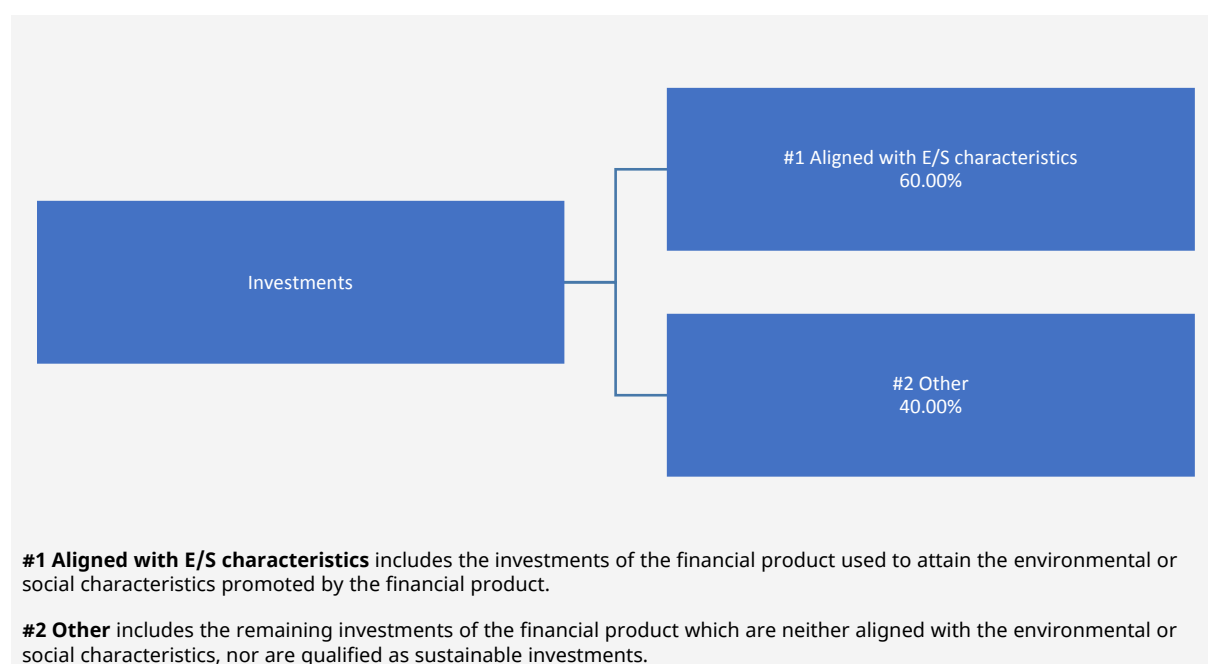 #1 Aligned with E/S characteristics
60.00%
Investments
#2 Other
40.00%
#1 Aligned with E/S characteristics includes the investments of the financial product used to attain the environmental or
social characteristics promoted by the financial product.
#2 Other includes the remaining investments of the financial product which are neither aligned with the environmental or
social characteristics, nor are qualified as sustainable investments.